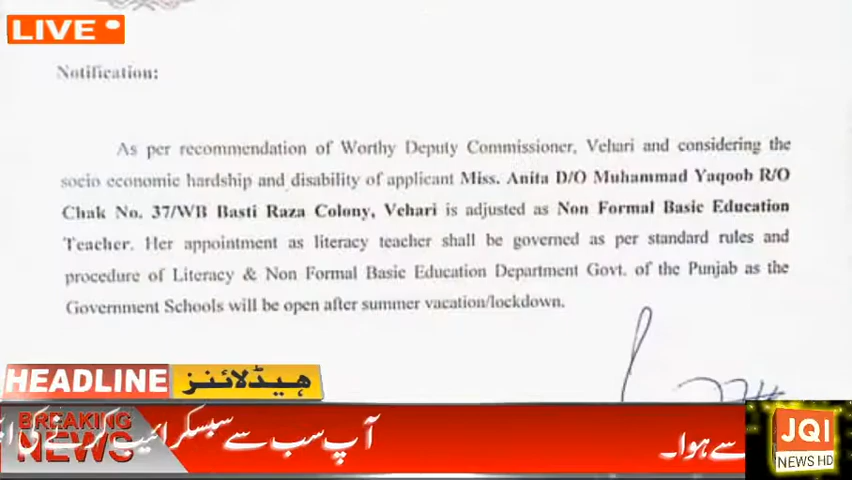 LIVE
Notification:
As per recommendation of Worthy Deputy Commissioner, Vehari and considering the
socio economic hardship and disability of applicant Miss. Anita D/O Muhammad Yaqoob R/O
Chak No. 37/WB Basti Raza Colony, Vehari is adjusted as Non Formal Basic Education
Teacher. Her appointment as literacy teacher shall be governed as per standard rules and
procedure of Literacy & Non Formal Basic Education Department Govt. of the Punjab as the
Government Schools will be open after summer vacation/lockdown.
HEADLINE ہیڈلائنز
BREAKING
NEWS
سے ہوا۔ آپ سب سے سبسکرائیب کرنے کی
JQI
NEWS HD